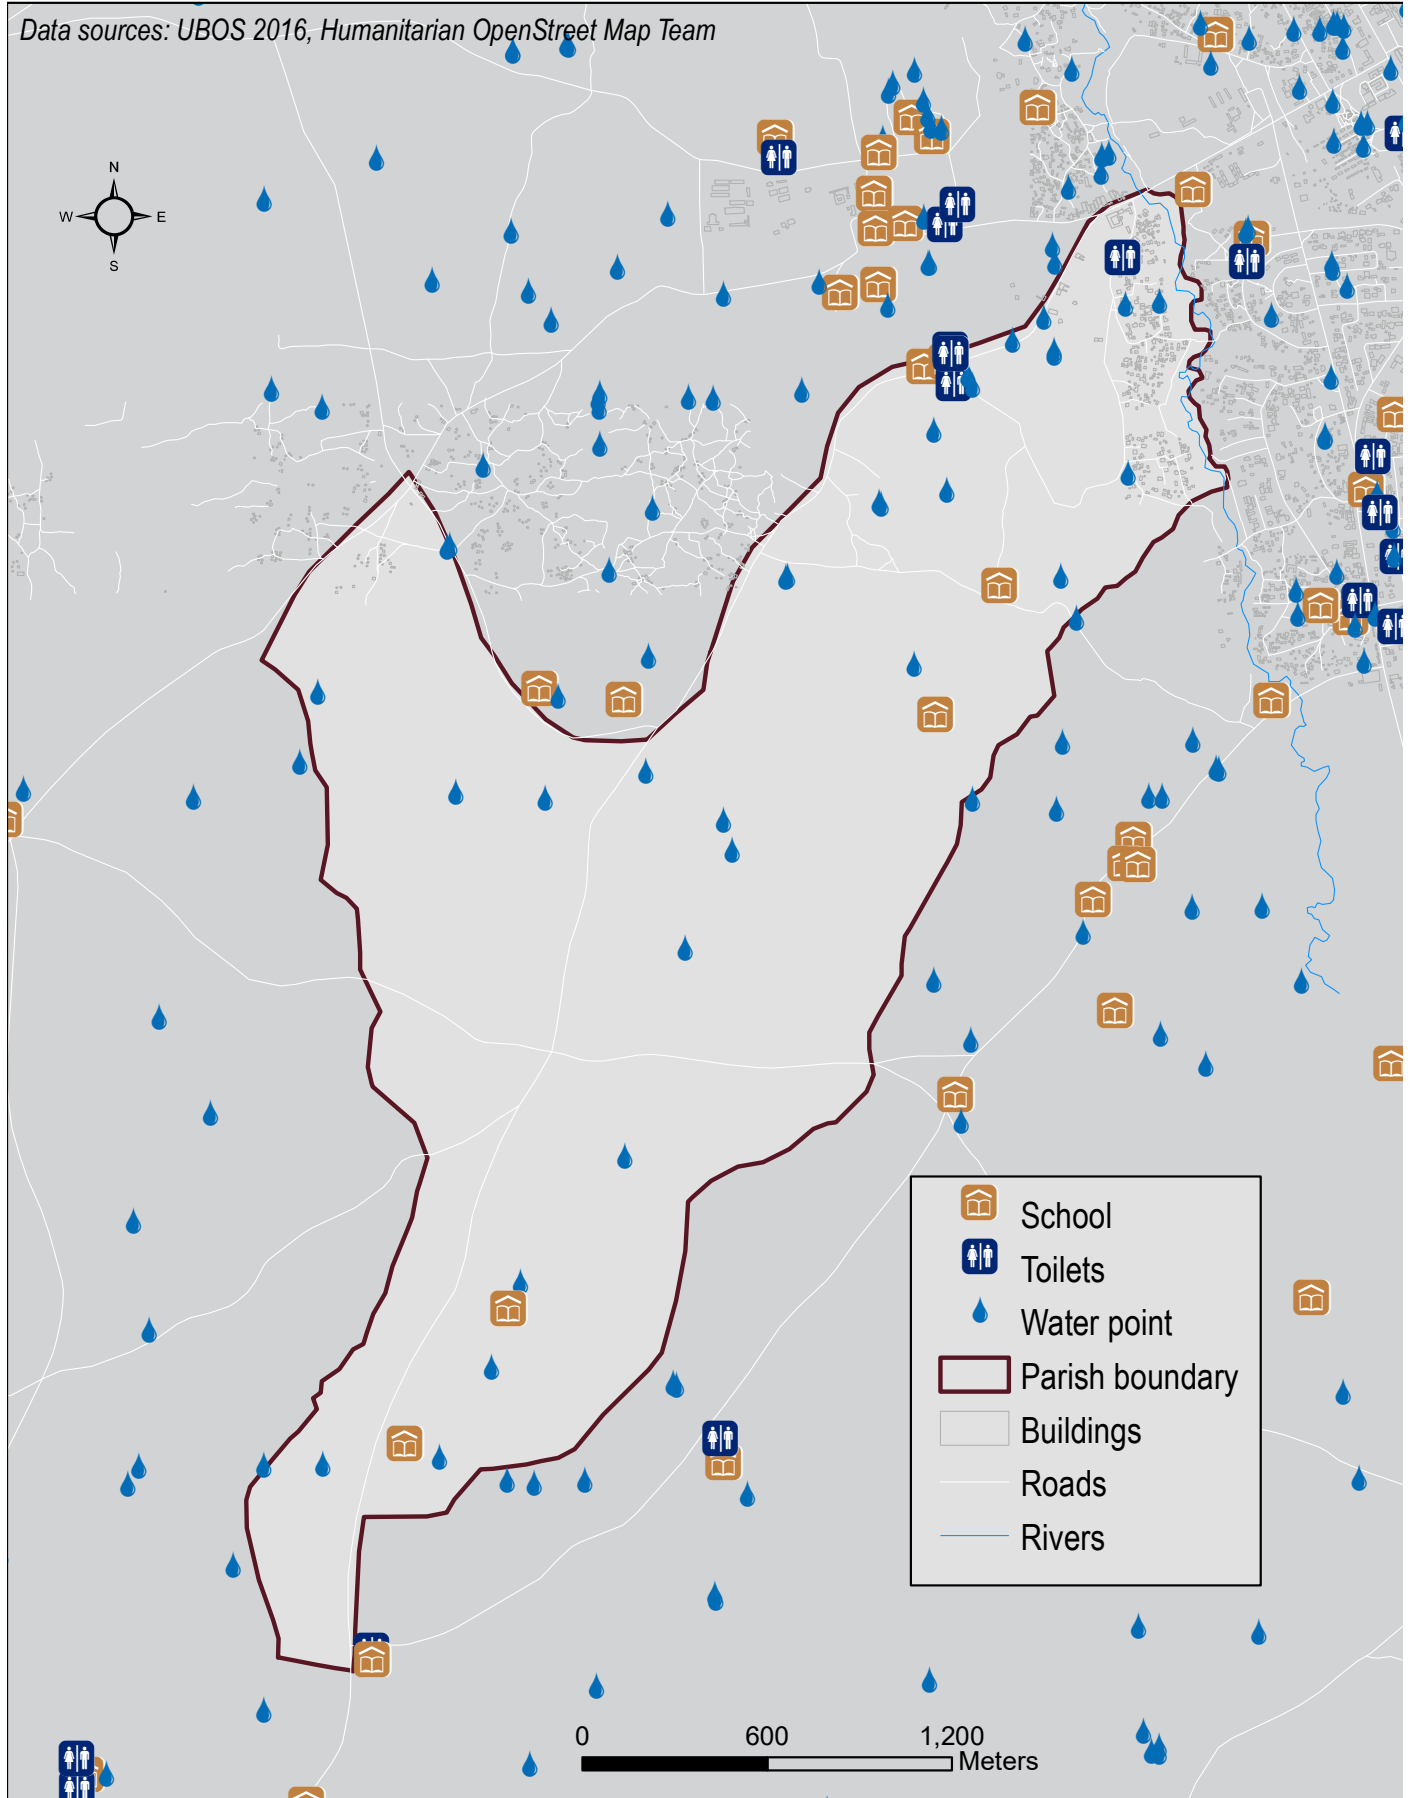 Data sources: UBOS 2016, Humanitarian OpenStreet Map Team
N
W E
S
School
Toilets
Water point
Parish boundary
Buildings
Roads
Rivers
0 600 1,200
Meters